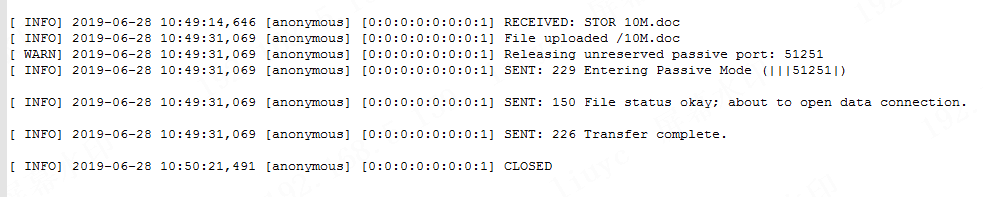 [ INFO] 2019-06-28 10:49:14,646 [anonymous] [0:0:0:0:0:0:0:1] RECEIVED: STOR 10M.doc
[ INFO] 2019-06-28 10:49:31,069 [anonymous] [0:0:0:0:0:0:0:1] File uploaded /10M.doc
[ WARN] 2019-06-28 10:49:31,069 [anonymous] [0:0:0:0:0:0:0:1] Releasing unreserved passive port: 51251
[ INFO] 2019-06-28 10:49:31,069 [anonymous] [0:0:0:0:0:0:0:1] SENT: 229 Entering Passive Mode (|||51251|)
[ INFO] 2019-06-28 10:49:31,069 [anonymous] [0:0:0:0:0:0:0:1] SENT: 150 File status okay; about to open data connection.
[ INFO] 2019-06-28 10:49:31,069 [anonymous] [0:0:0:0:0:0:0:1] SENT: 226 Transfer complete.
[ INFO] 2019-06-28 10:50:21,491 [anonymous] [0:0:0:0:0:0:0:1] CLOSED